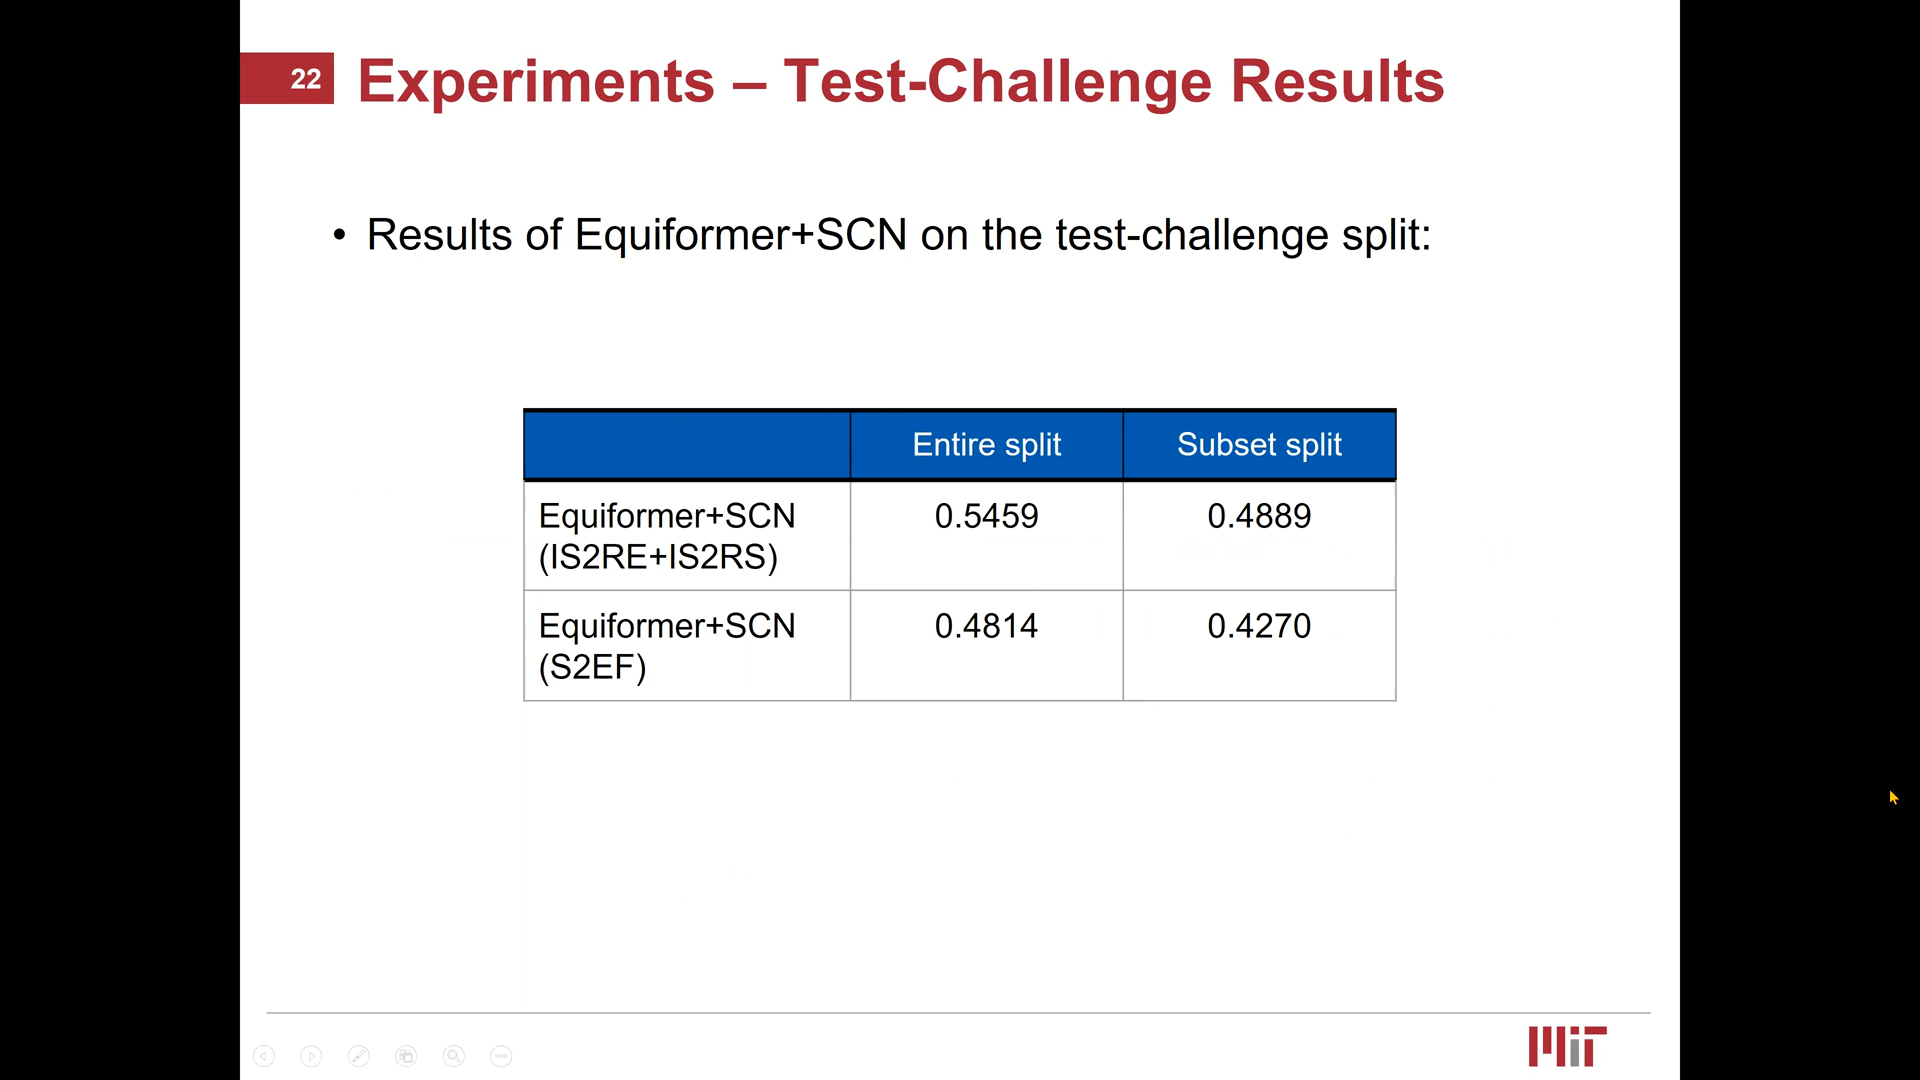 22
Experiments – Test-Challenge Results
• Results of Equiformer+SCN on the test-challenge split:
Entire split Subset split
Equiformer+SCN 0.5459 0.4889
(IS2RE+IS2RS)
Equiformer+SCN 0.4814 0.4270
(S2EF)
MIT